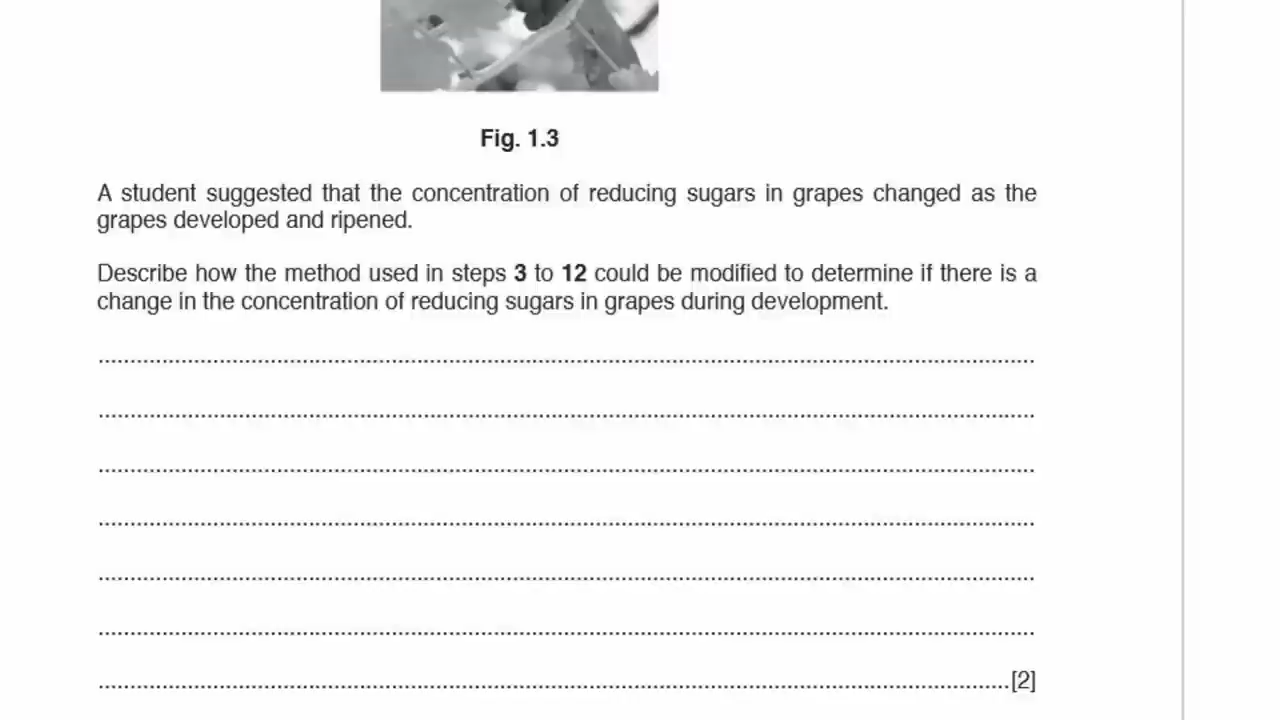 Fig. 1.3
A student suggested that the concentration of reducing sugars in grapes changed as the
grapes developed and ripened.
Describe how the method used in steps 3 to 12 could be modified to determine if there is a
change in the concentration of reducing sugars in grapes during development.
[2]